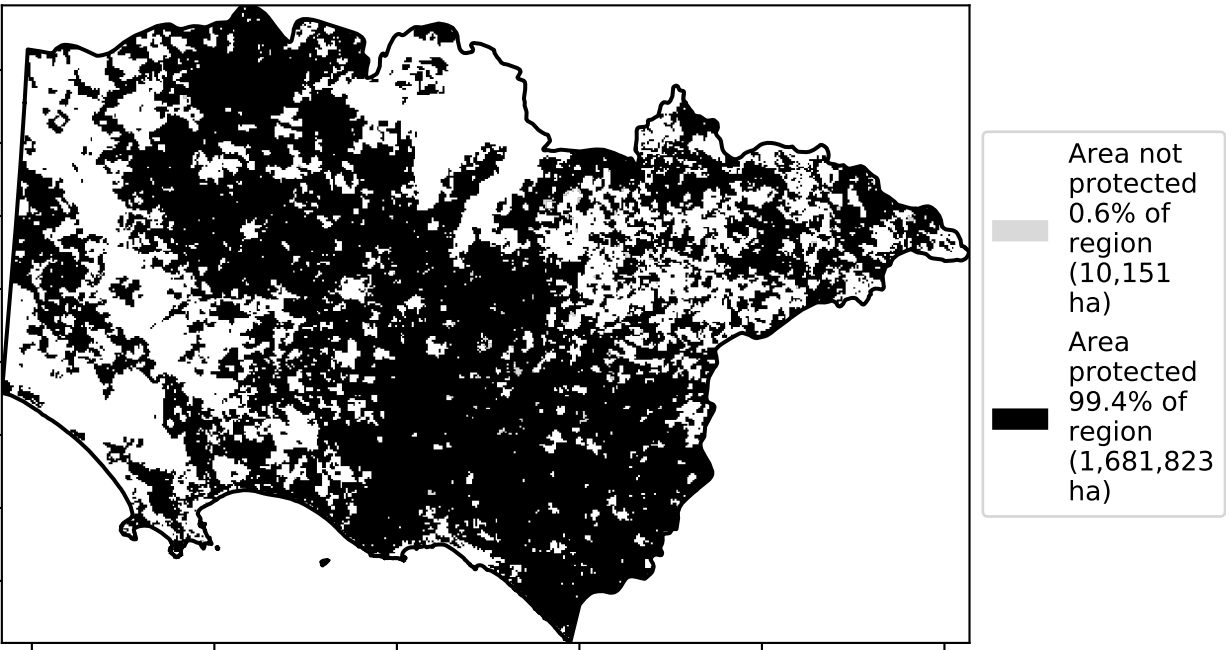 Area not
protected
0.6% of
region
(10,151
ha)
Area
protected
99.4% of
region
(1,681,823
ha)